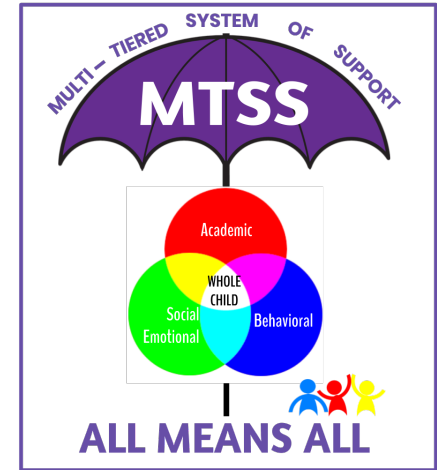 MULTI – TIERED SYSTEM OF SUPPORT
MTSS
Academic
WHOLE
CHILD
Social
Emotional
Behavioral
ALL MEANS ALL